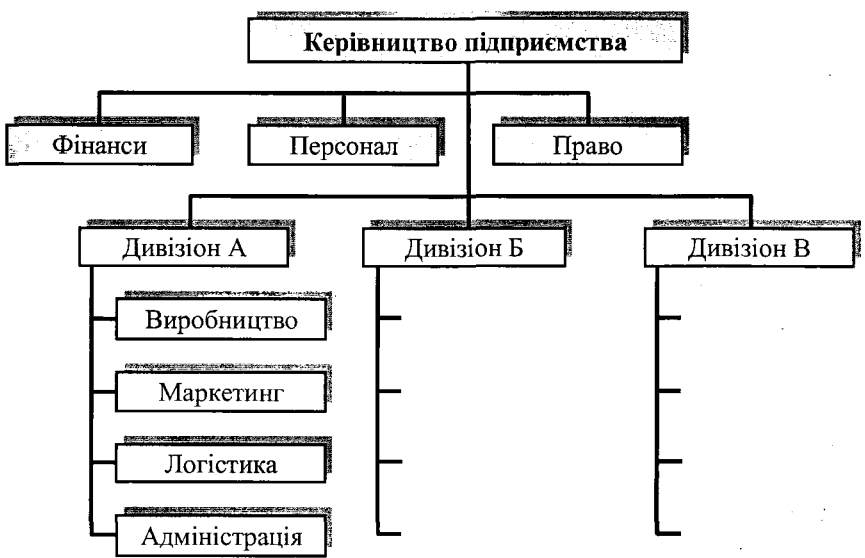 Керівництво підприємства
Фінанси
Персонал
Право
Дивізіон А
Дивізіон Б
Дивізіон В
Виробництво
Маркетинг
Логістика
Адміністрація